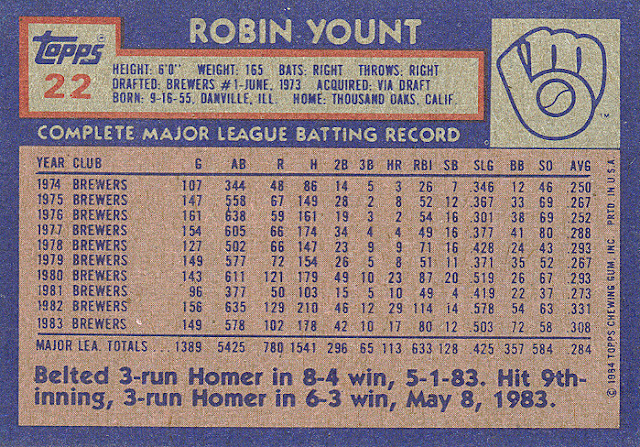 ROBIN YOUNT
Topps
22
HEIGHT: 6'0" WEIGHT: 165 BATS: RIGHT THROWS: RIGHT
DRAFTED: BREWERS #1-JUNE, 1973 ACQUIRED: VIA DRAFT
BORN: 9-16-55, DANVILLE, ILL. HOME: THOUSAND OAKS, CALIF.
COMPLETE MAJOR LEAGUE BATTING RECORD
YEAR CLUB G AB R H 2B 3B HR RBI SB SLG BB SO AVG
1974 BREWERS 107 344 48 86 14 5 3 26 7 .346 12 46 .250
1975 BREWERS 147 558 67 149 28 2 8 52 12 .367 33 69 .267
1976 BREWERS 161 638 59 161 19 3 2 54 16 .301 38 69 .252
1977 BREWERS 154 605 66 174 34 4 4 49 16 .377 41 80 .288
1978 BREWERS 127 502 66 147 23 9 9 71 16 .428 24 43 .293
1979 BREWERS 149 577 72 154 26 5 8 51 11 .371 35 52 .267
1980 BREWERS 143 611 121 179 49 10 23 87 20 .519 26 67 .293
1981 BREWERS 96 377 50 103 15 5 10 49 4 .419 22 37 .273
1982 BREWERS 156 635 129 210 46 12 29 114 14 .578 54 63 .331
1983 BREWERS 149 578 102 178 42 10 17 80 12 .503 72 58 .308
MAJOR LEA. TOTALS ... 1389 5425 780 1541 296 65 113 633 128 .425 357 584 .284
Belted 3-run Homer in 8-4 win, 5-1-83. Hit 9th-
inning, 3-run Homer in 6-3 win, May 8, 1983.
© 1984 TOPPS CHEWING GUM, INC. PRTD. IN U.S.A.